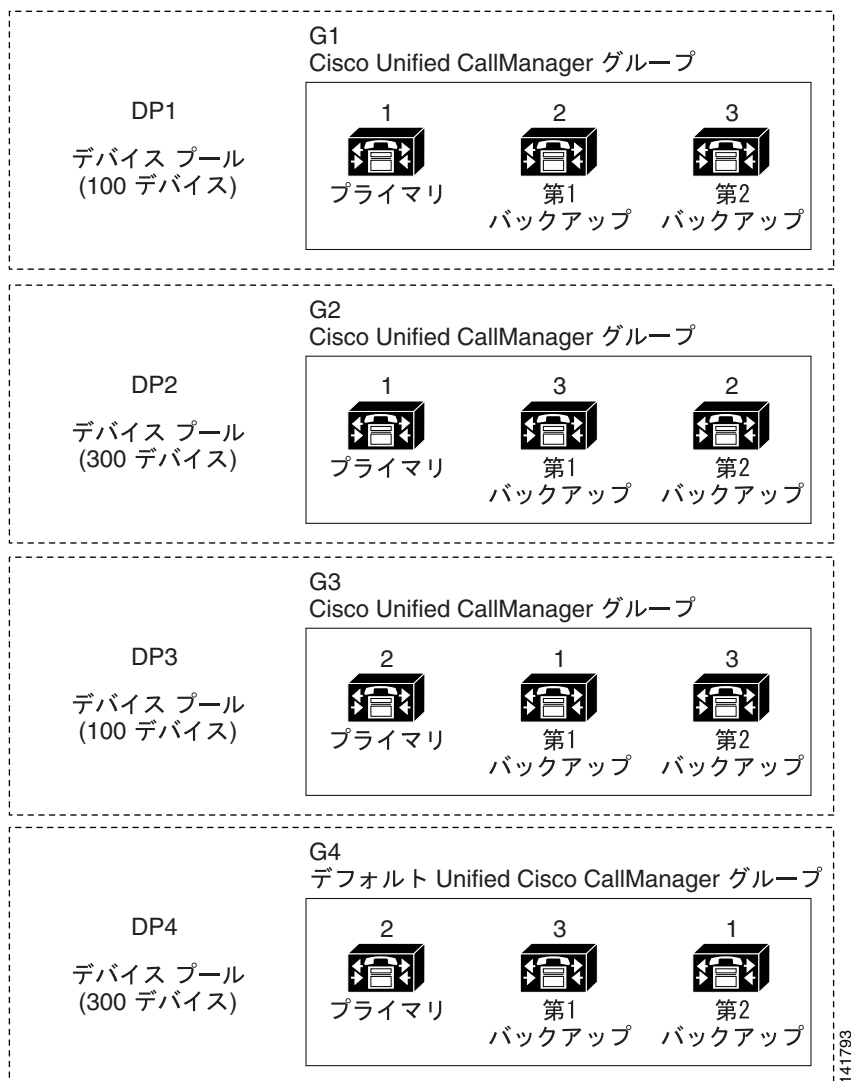 G1
Cisco Unified CallManager グループ
DP1
デバイス プール
(100 デバイス)
1 2 3
プライマリ 第1 第2
バックアップ バックアップ
G2
Cisco Unified CallManager グループ
DP2
デバイス プール
(300 デバイス)
1 3 2
プライマリ 第1 第2
バックアップ バックアップ
G3
Cisco Unified CallManager グループ
DP3
デバイス プール
(100 デバイス)
2 1 3
プライマリ 第1 第2
バックアップ バックアップ
G4
デフォルト Unified Cisco CallManager グループ
DP4
デバイス プール
(300 デバイス)
2 3 1
プライマリ 第1 第2
バックアップ バックアップ
141793